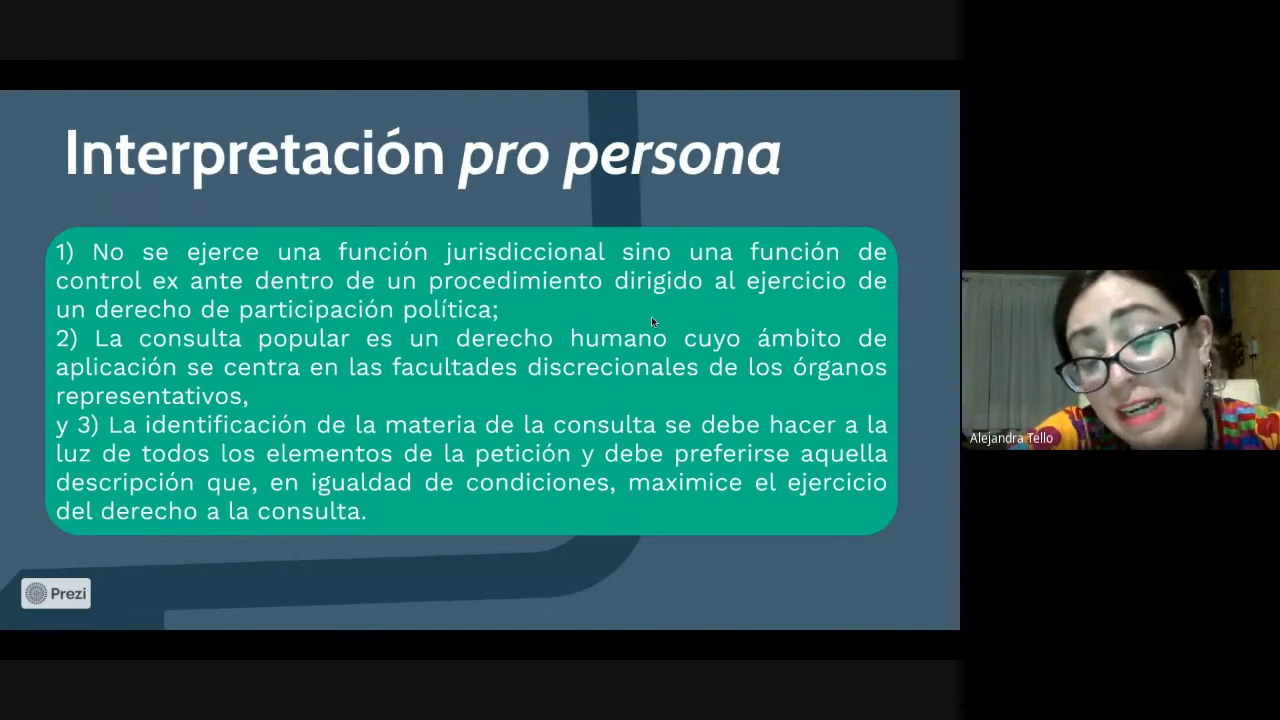 Interpretación pro persona
1) No se ejerce una función jurisdiccional sino una función de
control ex ante dentro de un procedimiento dirigido al ejercicio de
un derecho de participación política;
2) La consulta popular es un derecho humano cuyo ámbito de
aplicación se centra en las facultades discrecionales de los órganos
representativos,
y 3) La identificación de la materia de la consulta se debe hacer a la
luz de todos los elementos de la petición y debe preferirse aquella
descripción que, en igualdad de condiciones, maximice el ejercicio
del derecho a la consulta.
Prezi
Alejandra Tello